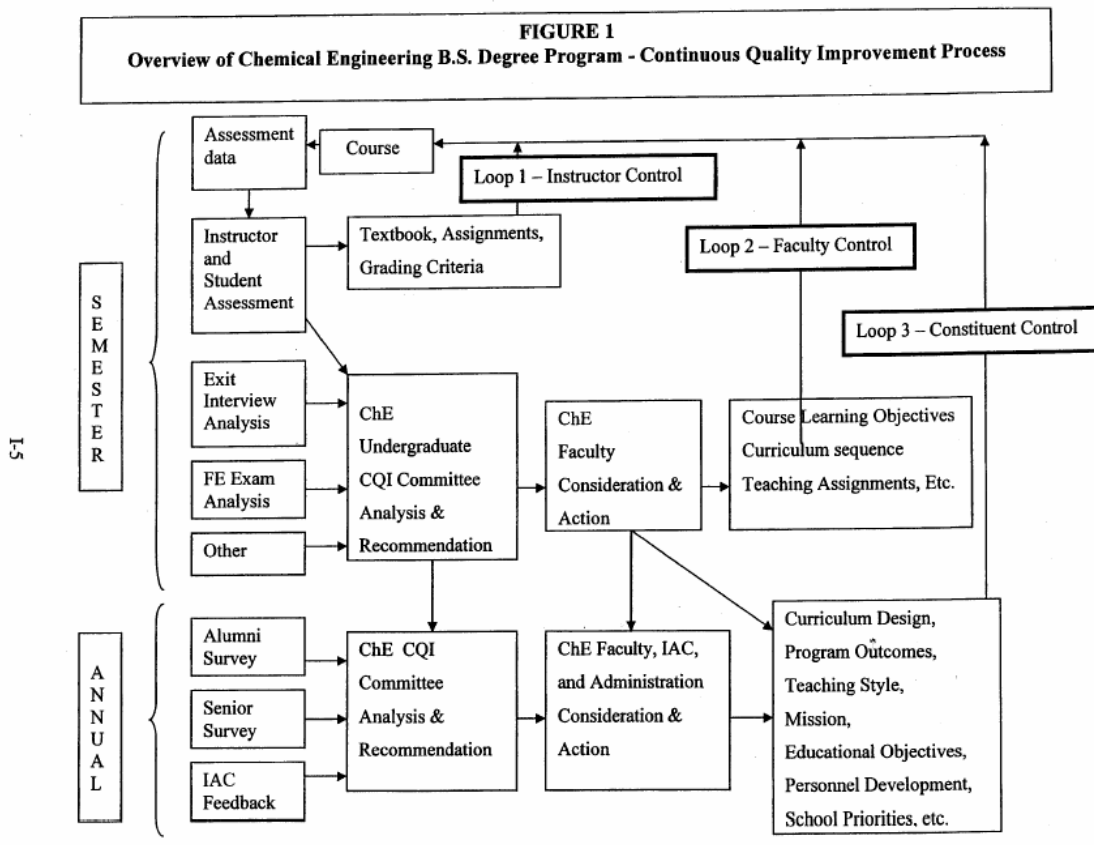 FIGURE 1
Overview of Chemical Engineering B.S. Degree Program - Continuous Quality Improvement Process
Assessment
data
Course
Loop 1 – Instructor Control
Instructor
and
Student
Assessment
Textbook, Assignments,
Grading Criteria
Loop 2 – Faculty Control
Loop 3 – Constituent Control
SEMESTER
Exit
Interview
Analysis
FE Exam
Analysis
Other
ChE
Undergraduate
CQI Committee
Analysis &
Recommendation
ChE
Faculty
Consideration &
Action
Course Learning Objectives
Curriculum sequence
Teaching Assignments, Etc.
I-5
ANNUAL
Alumni
Survey
Senior
Survey
IAC
Feedback
ChE CQI
Committee
Analysis &
Recommendation
ChE Faculty, IAC,
and Administration
Consideration &
Action
Curriculum Design,
Program Outcomes,
Teaching Style,
Mission,
Educational Objectives,
Personnel Development,
School Priorities, etc.